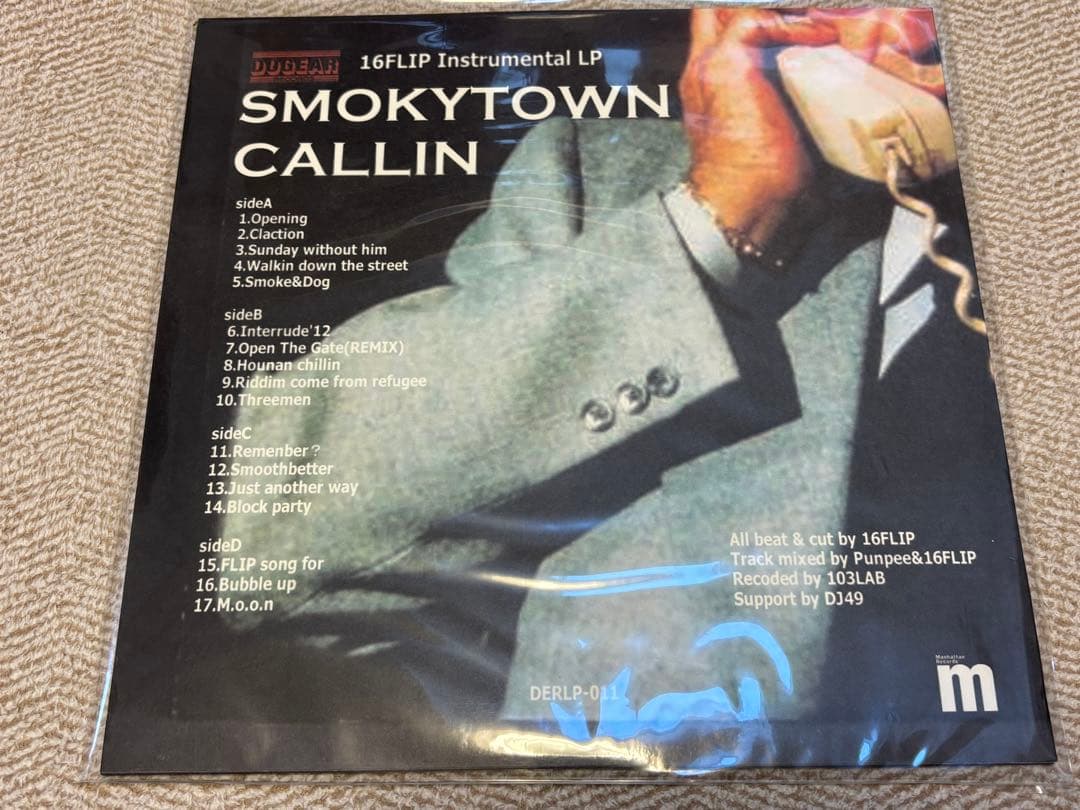 DOGEAR
RECORDS
16FLIP Instrumental LP
SMOKYTOWN
CALLIN
sideA
1.Opening
2.Claction
3.Sunday without him
4.Walkin down the street
5.Smoke&Dog
sideB
6.Interrude'12
7.Open The Gate(REMIX)
8.Hounan chillin
9.Riddim come from refugee
10.Threemen
sideC
11.Remenber?
12.Smoothbetter
13.Just another way
14.Block party
sideD
15.FLIP song for
16.Bubble up
17.M.o.o.n
All beat & cut by 16FLIP
Track mixed by Punpee&16FLIP
Recoded by 103LAB
Support by DJ49
DERLP-011
Manhattan
Records
m